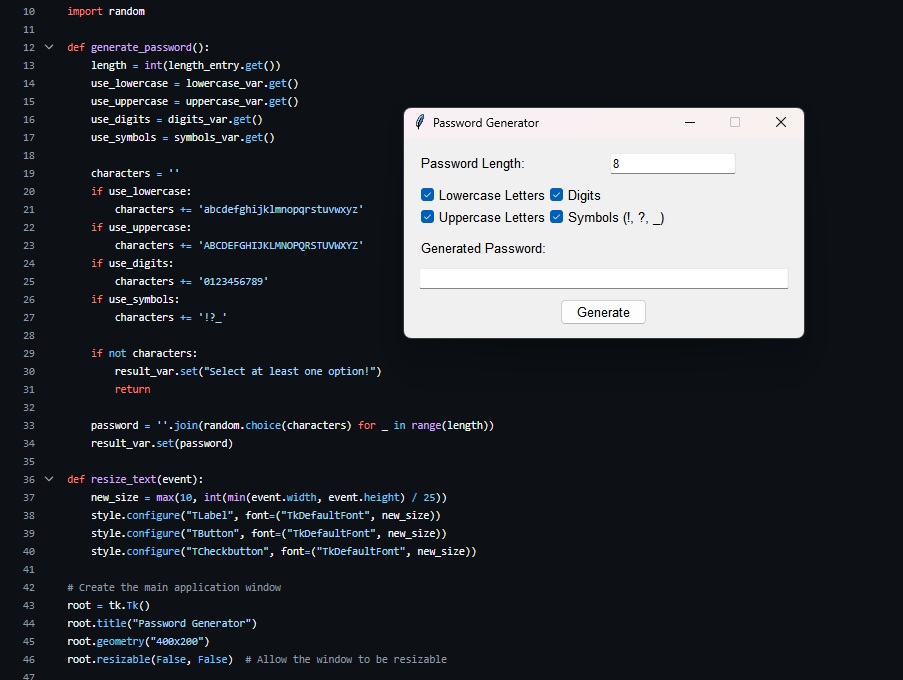 10 import random
11
12 def generate_password():
13     length = int(length_entry.get())
14     use_lowercase = lowercase_var.get()
15     use_uppercase = uppercase_var.get()
16     use_digits = digits_var.get()
17     use_symbols = symbols_var.get()
18
19     characters = ''
20     if use_lowercase:
21         characters += 'abcdefghijklmnopqrstuvwxyz'
22     if use_uppercase:
23         characters += 'ABCDEFGHIJKLMNOPQRSTUVWXYZ'
24     if use_digits:
25         characters += '0123456789'
26     if use_symbols:
27         characters += '!?_'
28
29     if not characters:
30         result_var.set("Select at least one option!")
31         return
32
33     password = ''.join(random.choice(characters) for _ in range(length))
34     result_var.set(password)
35
36 def resize_text(event):
37     new_size = max(10, int(min(event.width, event.height) / 25))
38     style.configure("TLabel", font=("TkDefaultFont", new_size))
39     style.configure("TButton", font=("TkDefaultFont", new_size))
40     style.configure("TCheckbutton", font=("TkDefaultFont", new_size))
41
42 # Create the main application window
43 root = tk.Tk()
44 root.title("Password Generator")
45 root.geometry("400x200")
46 root.resizable(False, False)  # Allow the window to be resizable
47
Password Generator
Password Length: 8
Lowercase Letters Digits
Uppercase Letters Symbols (!, ?, _)
Generated Password:
Generate